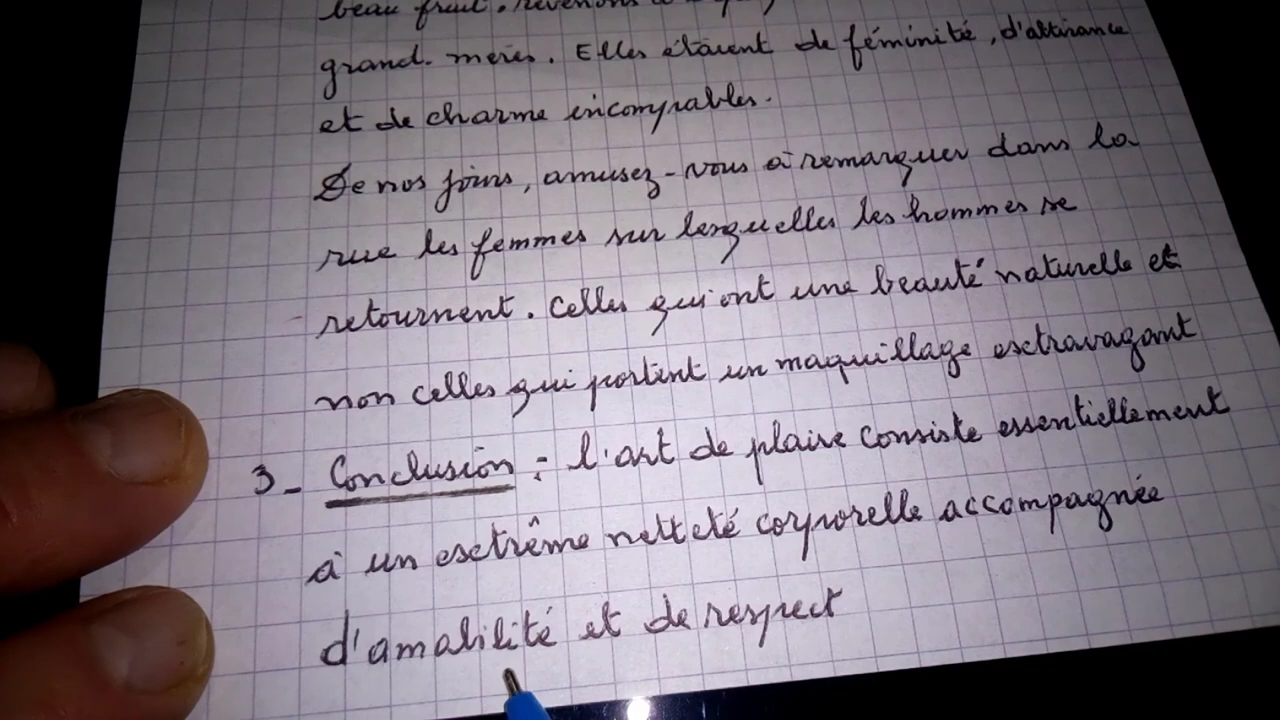 beau fruit. revenons à
grand-mères. Elles étaient de féminité, d'attirance
et de charme incomparables.
De nos jours, amusez-vous à remarquer dans la
rue les femmes sur lesquelles les hommes se
retournent. Celles qui ont une beauté naturelle et
non celles qui portent un maquillage extravagant
3- Conclusion : l'art de plaire consiste essentiellement
à un extrême netteté corporelle accompagnée
d'amabilité et de respect